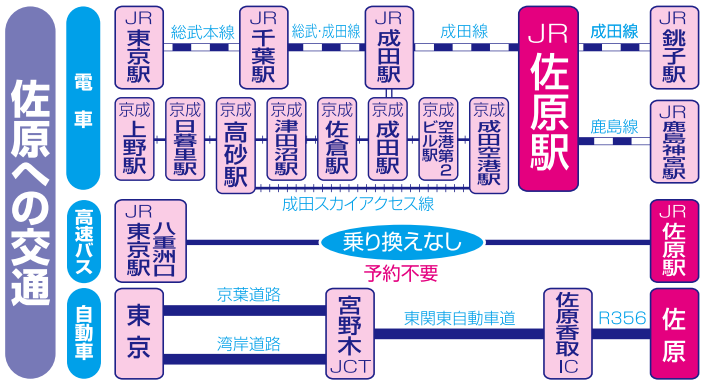 佐原への交通
電車
JR東京駅
総武本線
JR千葉駅
総武・成田線
JR成田駅
成田線
JR佐原駅
成田線
JR銚子駅
京成上野駅
京成日暮里駅
京成高砂駅
京成津田沼駅
京成佐倉駅
京成成田駅
京成空港第2ビル駅
京成成田空港駅
成田スカイアクセス線
鹿島線
JR鹿島神宮駅
高速バス
JR東京駅八重洲口
乗り換えなし
予約不要
JR佐原駅
自動車
東京
京葉道路
湾岸道路
宮野木JCT
東関東自動車道
佐原香取IC
R356
佐原